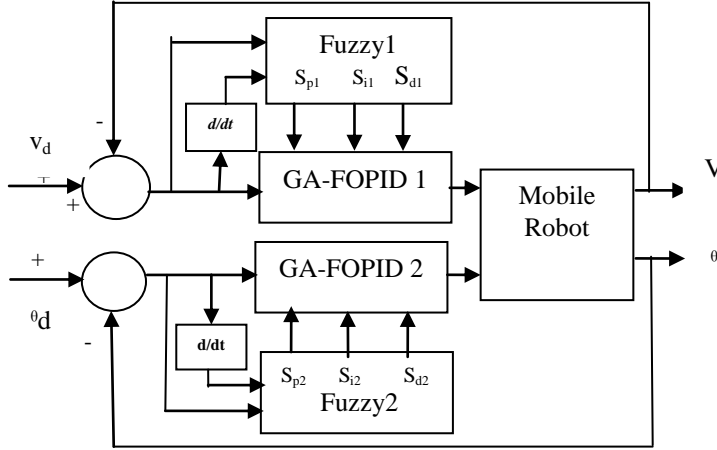 Fuzzy1
Sp1 Si1 Sd1
d/dt
-
vd
+
GA-FOPID 1
V
Mobile
Robot
+
GA-FOPID 2
θ
θd
-
d/dt
Sp2 Si2 Sd2
Fuzzy2